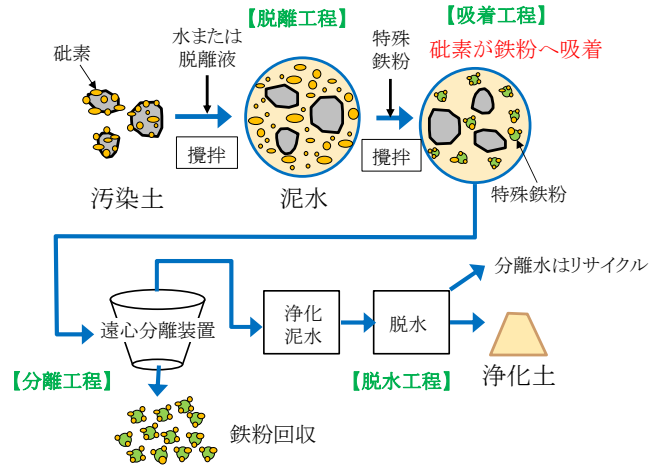 【脱離工程】
【吸着工程】
水または
脱離液
特殊
鉄粉
砒素が鉄粉へ吸着
砒素
攪拌
攪拌
汚染土
泥水
特殊鉄粉
分離水はリサイクル
遠心分離装置
浄化
泥水
脱水
【分離工程】
【脱水工程】
浄化土
鉄粉回収